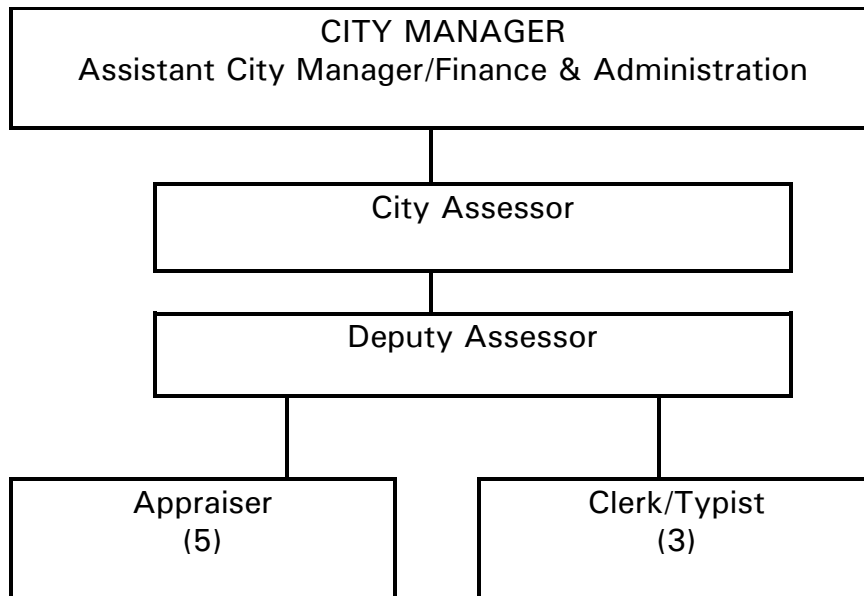 CITY MANAGER
Assistant City Manager/Finance & Administration
City Assessor
Deputy Assessor
Appraiser
(5)
Clerk/Typist
(3)